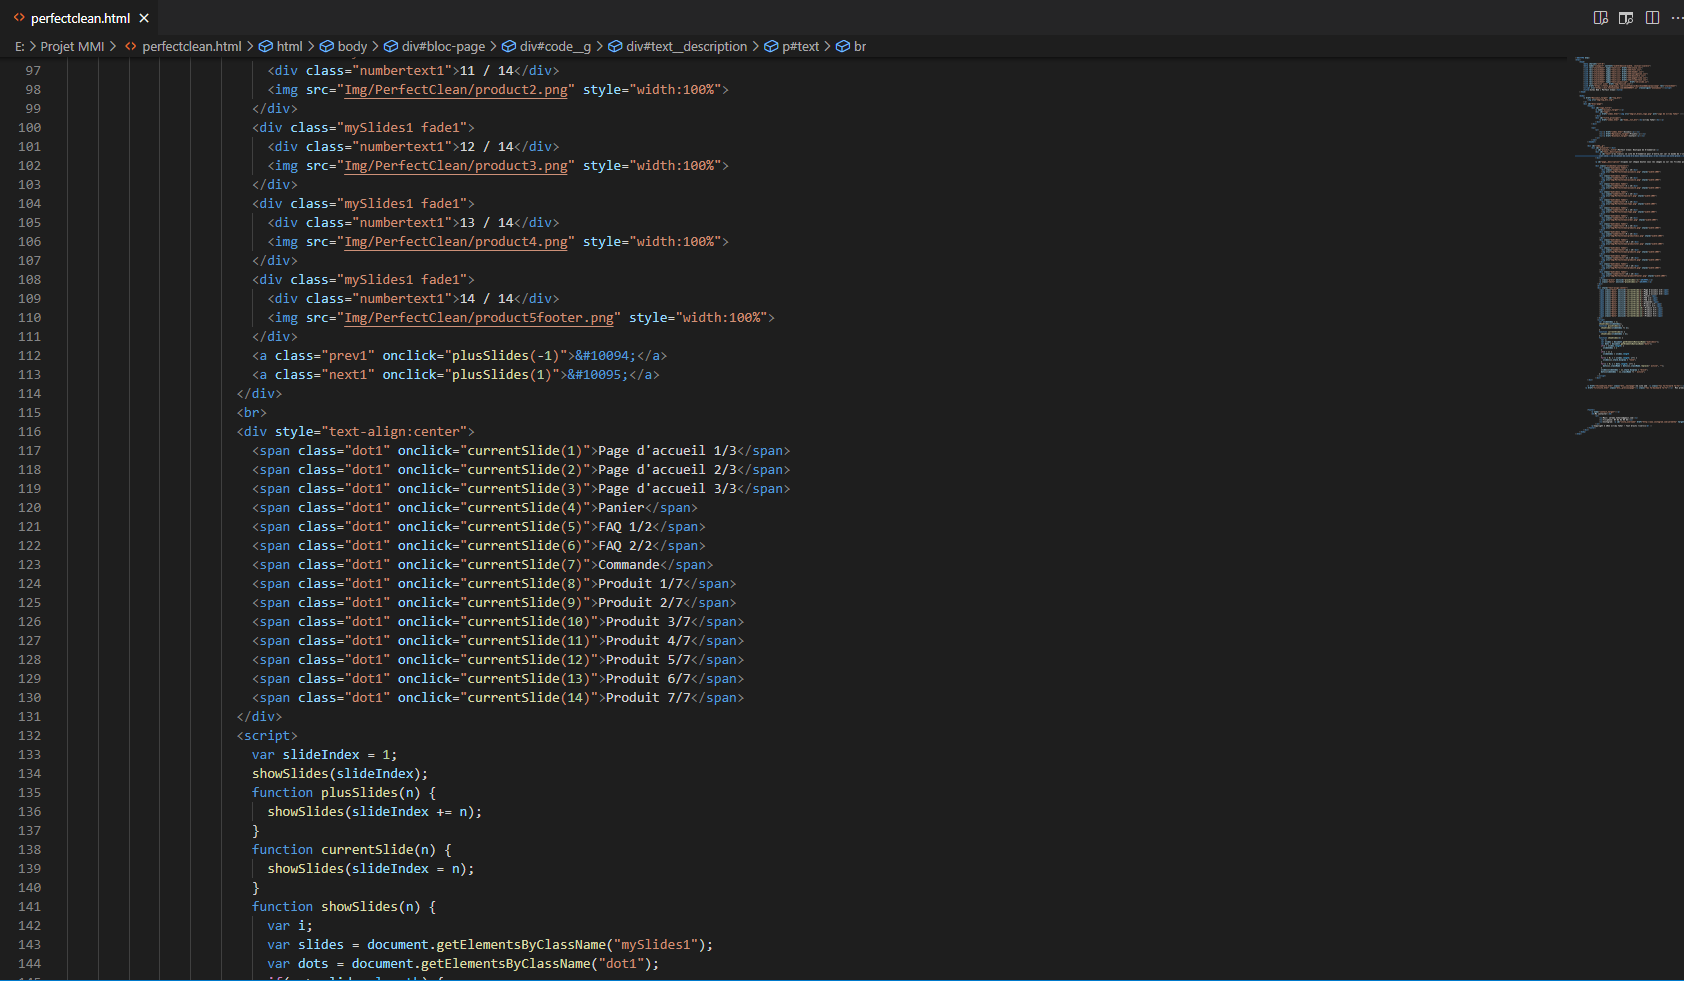 perfectclean.html
E: > Projet MMI > perfectclean.html > html > body > div#bloc-page > div#code__g > div#text__description > p#text > br
97 <div class="numbertext1">11 / 14</div>
98 <img src="Img/PerfectClean/product2.png" style="width:100%">
99 </div>
100 <div class="mySlides1 fade1">
101 <div class="numbertext1">12 / 14</div>
102 <img src="Img/PerfectClean/product3.png" style="width:100%">
103 </div>
104 <div class="mySlides1 fade1">
105 <div class="numbertext1">13 / 14</div>
106 <img src="Img/PerfectClean/product4.png" style="width:100%">
107 </div>
108 <div class="mySlides1 fade1">
109 <div class="numbertext1">14 / 14</div>
110 <img src="Img/PerfectClean/product5footer.png" style="width:100%">
111 </div>
112 <a class="prev1" onclick="plusSlides(-1)">&#10094;</a>
113 <a class="next1" onclick="plusSlides(1)">&#10095;</a>
114 </div>
115 <br>
116 <div style="text-align:center">
117 <span class="dot1" onclick="currentSlide(1)">Page d'accueil 1/3</span>
118 <span class="dot1" onclick="currentSlide(2)">Page d'accueil 2/3</span>
119 <span class="dot1" onclick="currentSlide(3)">Page d'accueil 3/3</span>
120 <span class="dot1" onclick="currentSlide(4)">Panier</span>
121 <span class="dot1" onclick="currentSlide(5)">FAQ 1/2</span>
122 <span class="dot1" onclick="currentSlide(6)">FAQ 2/2</span>
123 <span class="dot1" onclick="currentSlide(7)">Commande</span>
124 <span class="dot1" onclick="currentSlide(8)">Produit 1/7</span>
125 <span class="dot1" onclick="currentSlide(9)">Produit 2/7</span>
126 <span class="dot1" onclick="currentSlide(10)">Produit 3/7</span>
127 <span class="dot1" onclick="currentSlide(11)">Produit 4/7</span>
128 <span class="dot1" onclick="currentSlide(12)">Produit 5/7</span>
129 <span class="dot1" onclick="currentSlide(13)">Produit 6/7</span>
130 <span class="dot1" onclick="currentSlide(14)">Produit 7/7</span>
131 </div>
132 <script>
133 var slideIndex = 1;
134 showSlides(slideIndex);
135 function plusSlides(n) {
136 showSlides(slideIndex += n);
137 }
138 function currentSlide(n) {
139 showSlides(slideIndex = n);
140 }
141 function showSlides(n) {
142 var i;
143 var slides = document.getElementsByClassName("mySlides1");
144 var dots = document.getElementsByClassName("dot1");